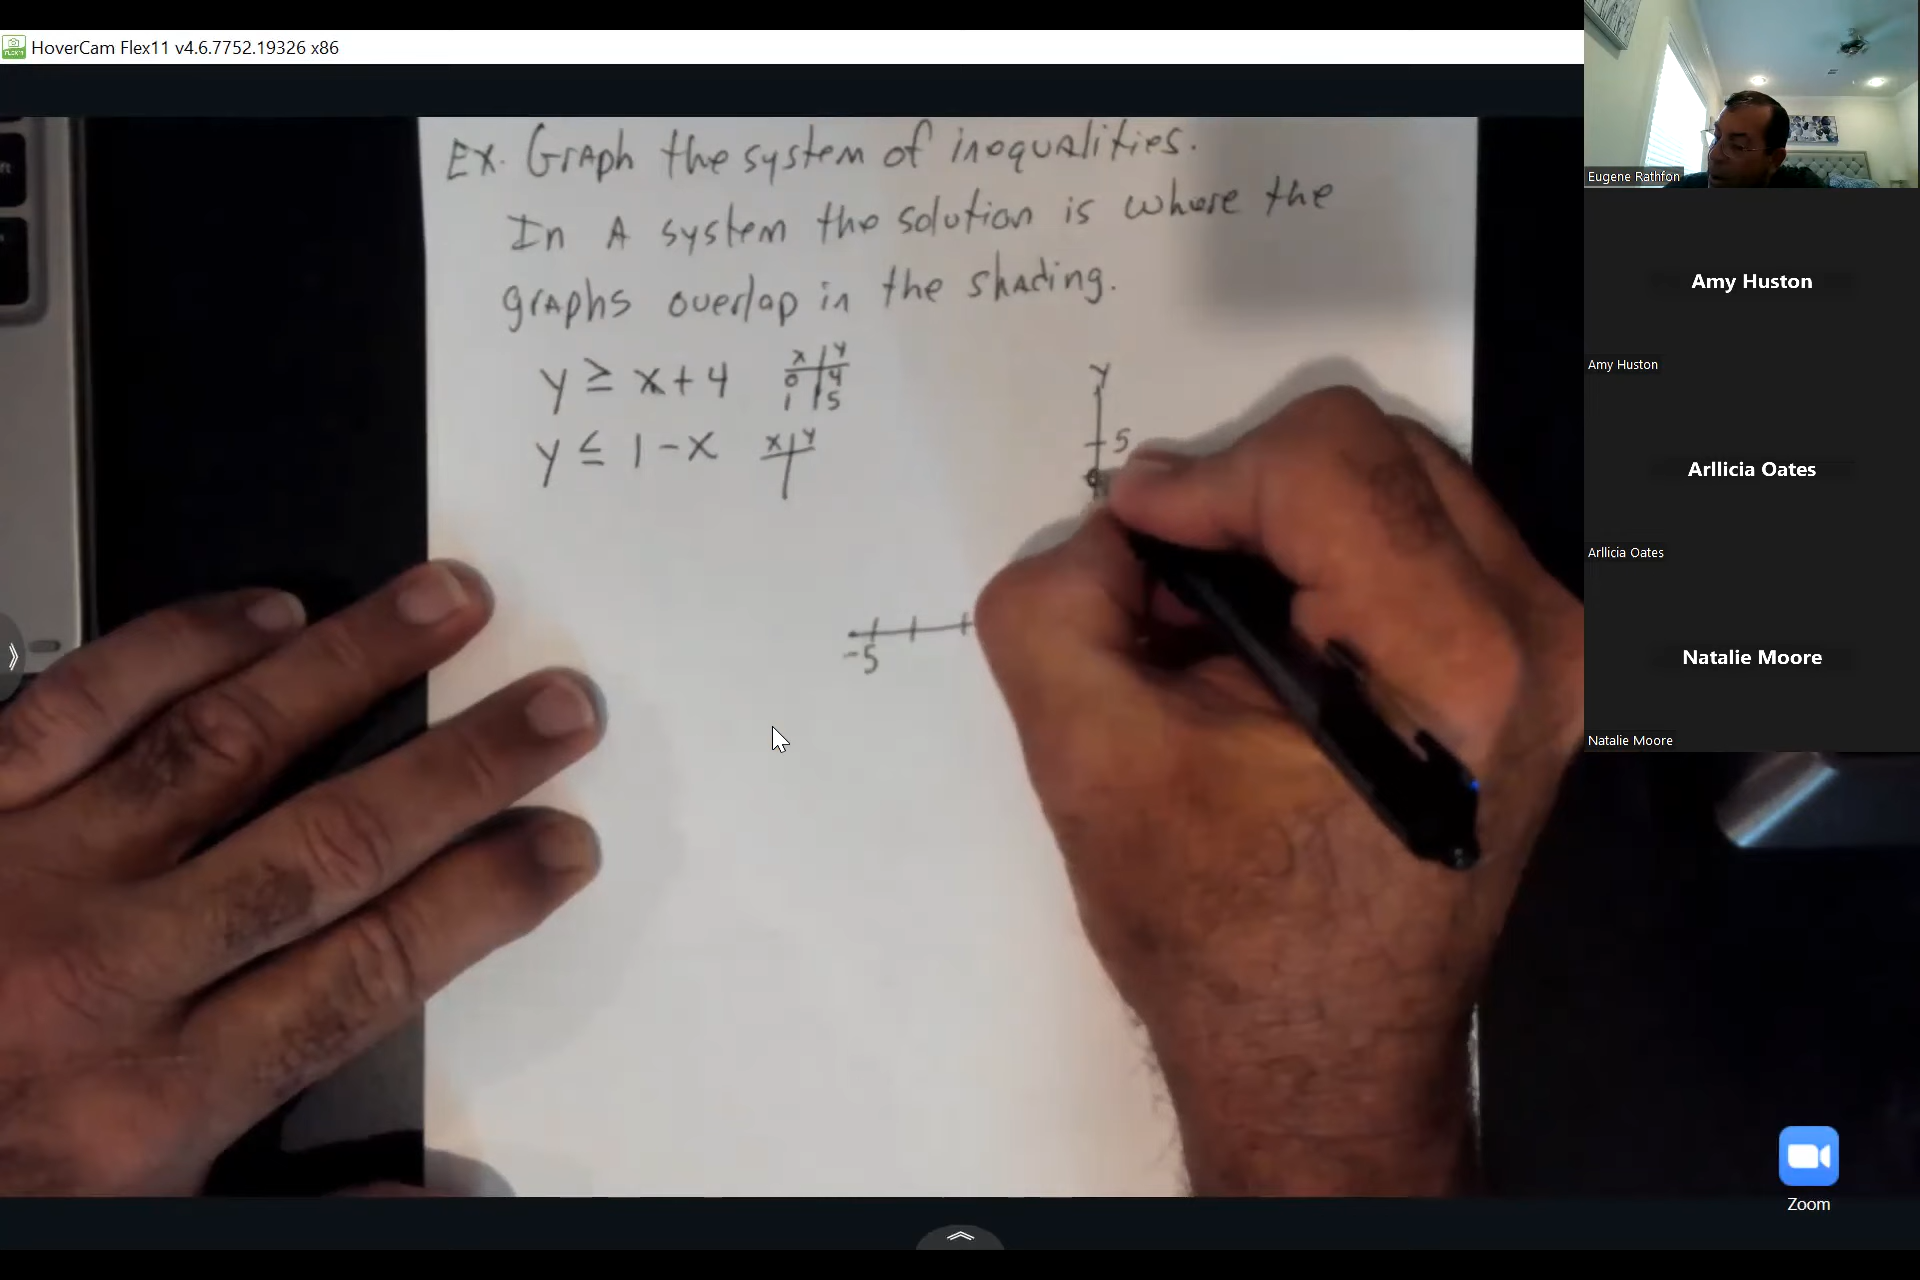 HoverCam Flex11 v4.6.7752.19326 x86
Ex. Graph the system of inequalities.
In A system the solution is where the
graphs overlap in the shading.
y ≥ x + 4
x y
0 4
1 5
y ≤ 1 - x
x y
y
5
-5
Eugene Rathfon
Amy Huston
Amy Huston
Arllicia Oates
Arllicia Oates
Natalie Moore
Natalie Moore
Zoom